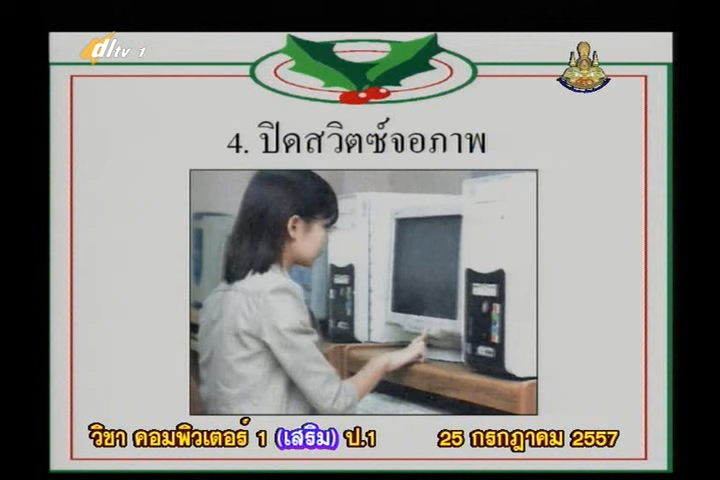 dltv 1
4. ปิดสวิตซ์จอภาพ
วิชา คอมพิวเตอร์ 1 (เสริม) ป.1 25 กรกฎาคม 2557